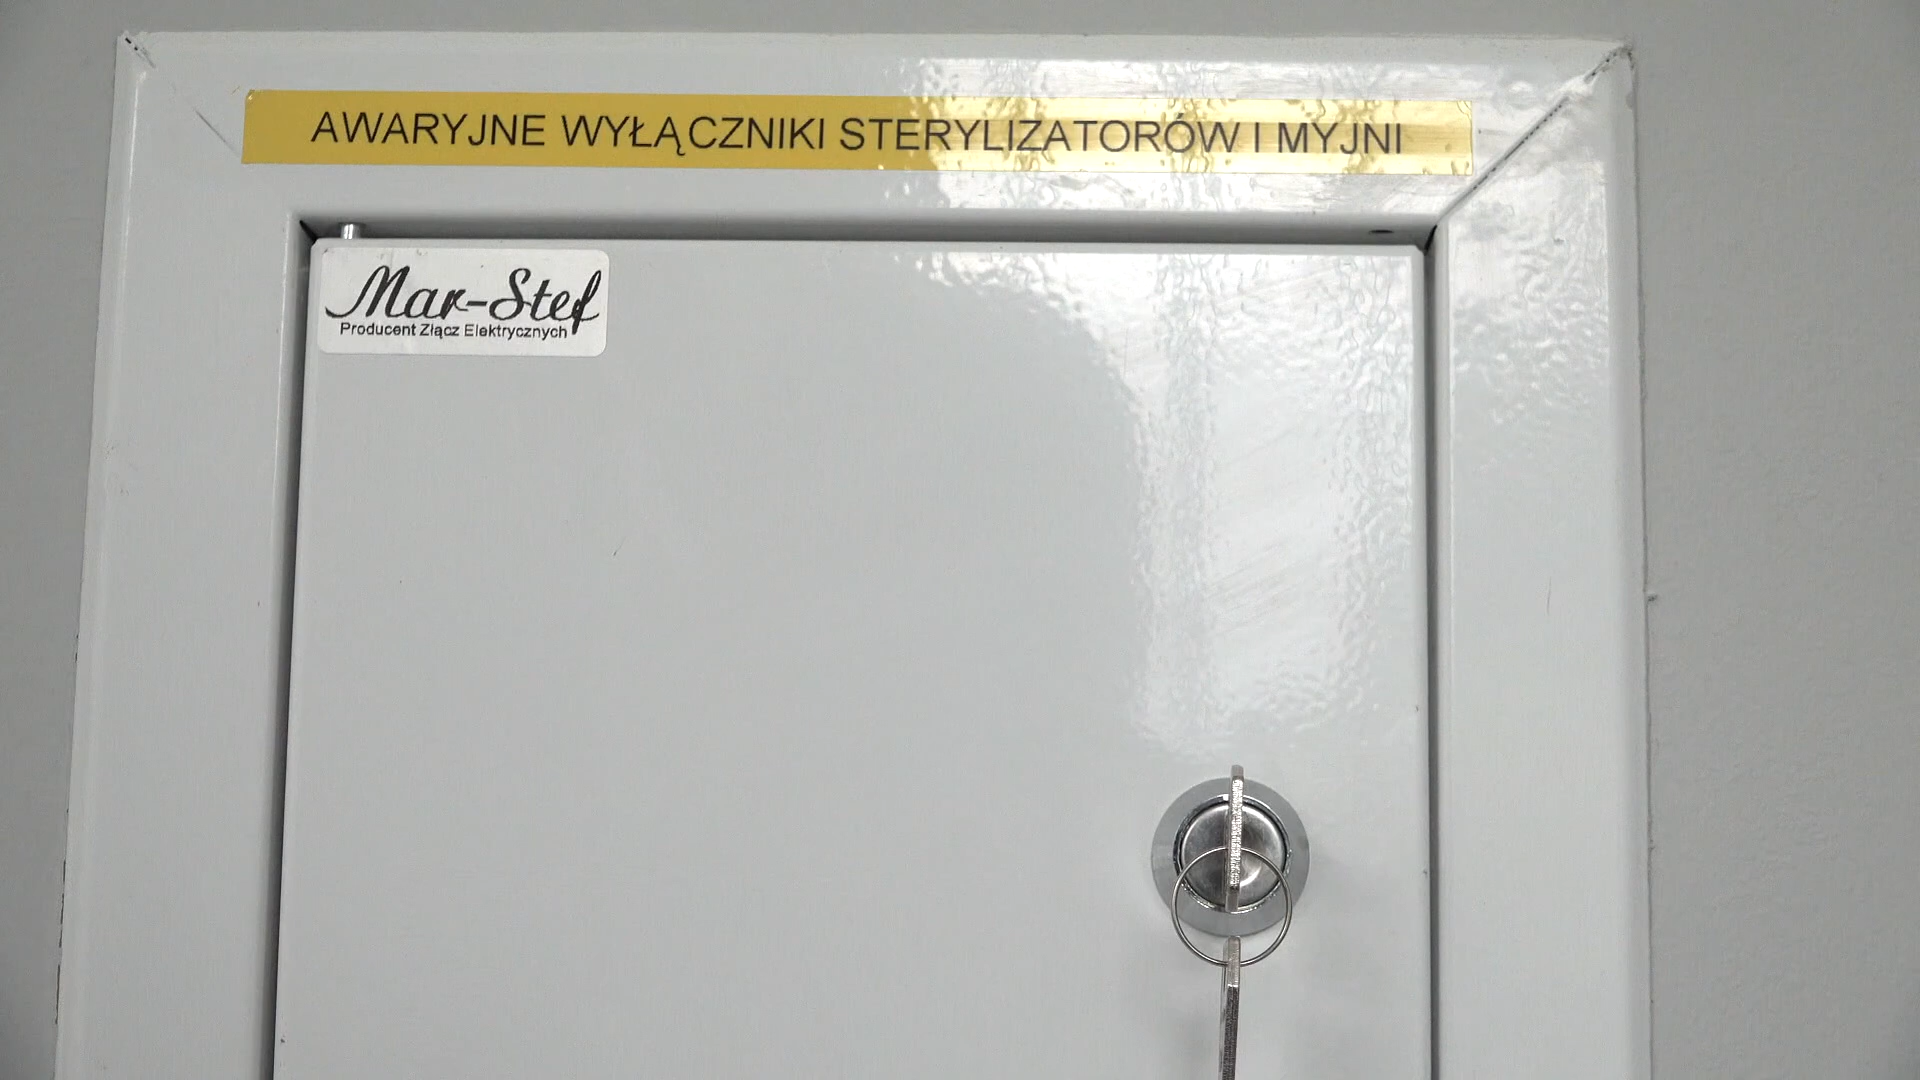 AWARYJNE WYŁĄCZNIKI STERYLIZATORÓW I MYJNI
Mar-Stef
Producent Złącz Elektrycznych